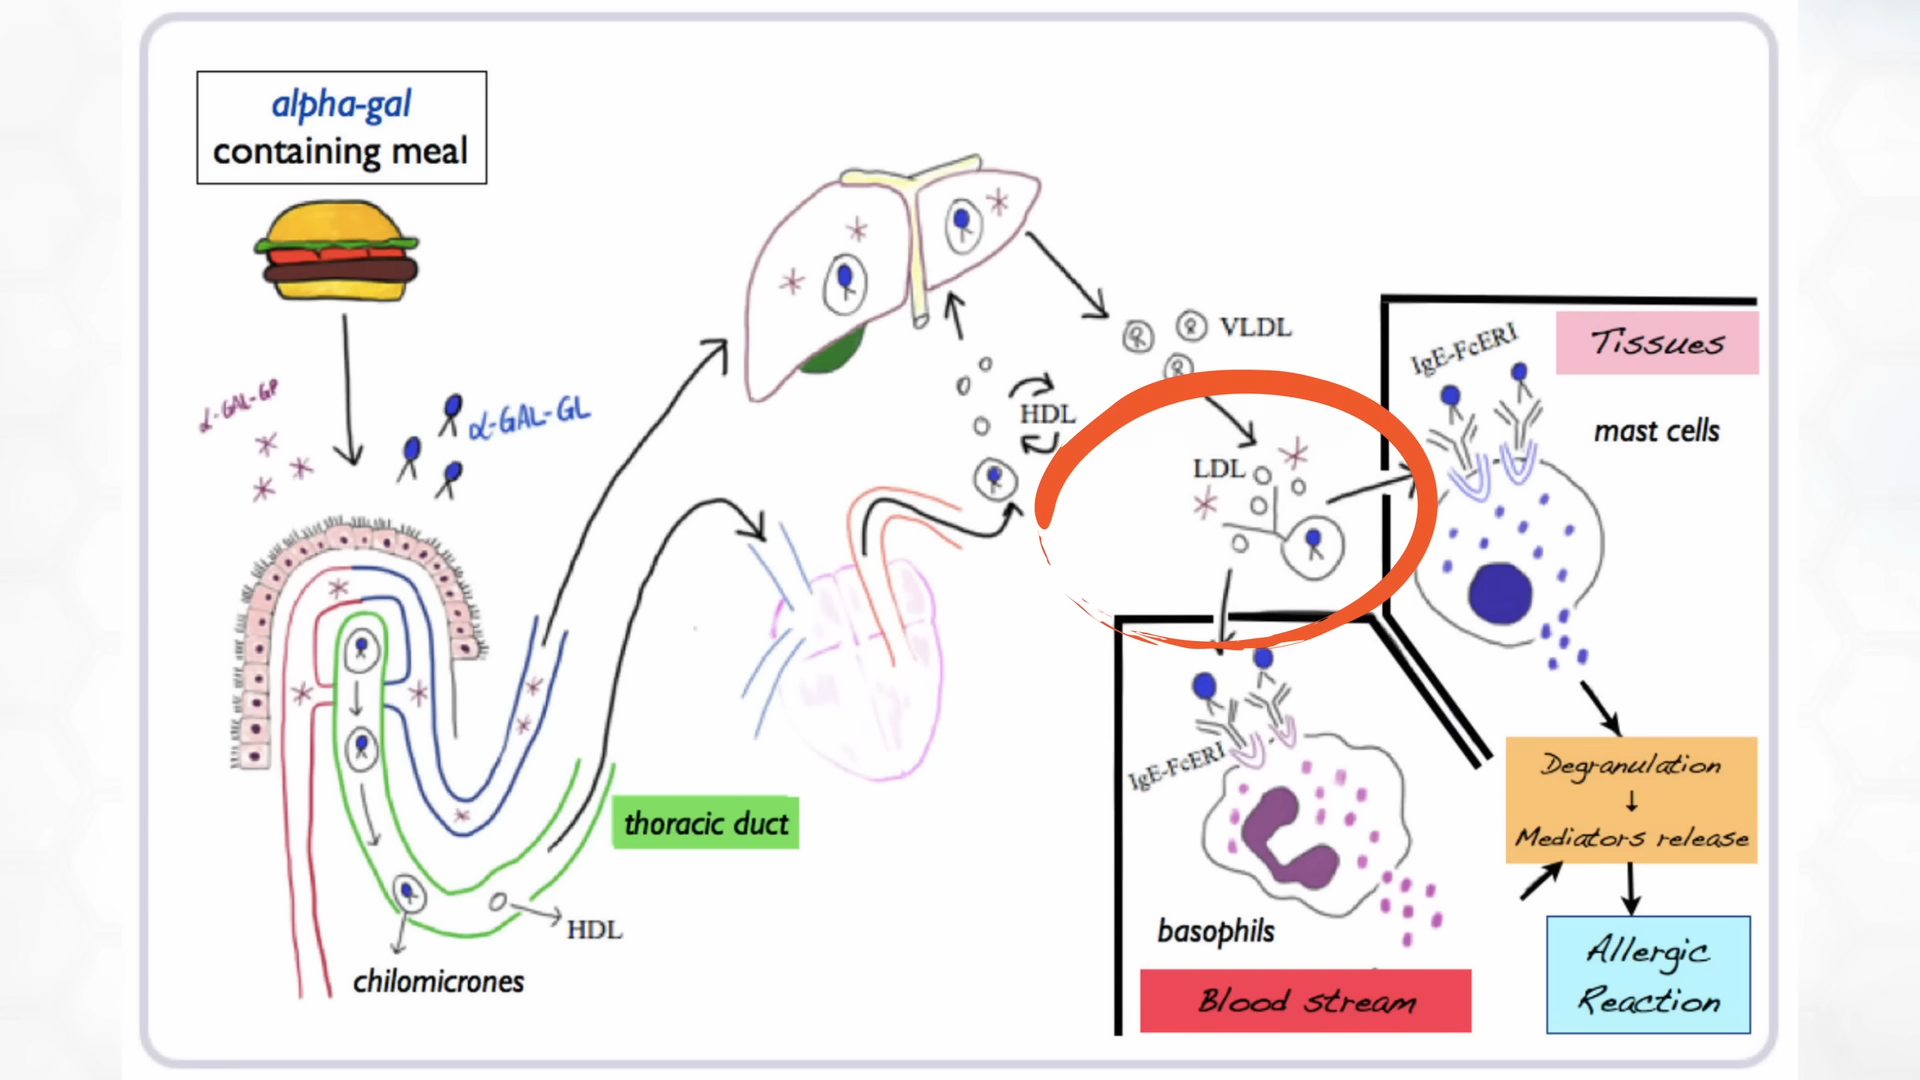 alpha-gal
containing meal
α-GAL-GP
α-GAL-GL
VLDL
HDL
LDL
IgE-FcERI
Tissues
mast cells
thoracic duct
HDL
chilomicrones
IgE-FcERI
basophils
Blood stream
Degranulation
↓
Mediators release
Allergic
Reaction